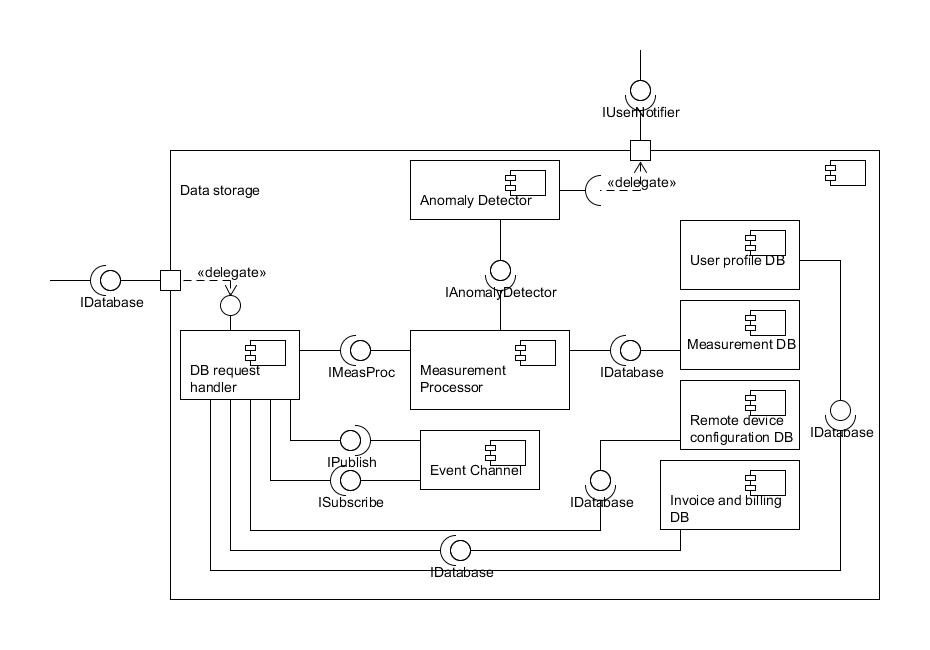 IUserNotifier
Data storage
Anomaly Detector
«delegate»
User profile DB
«delegate»
IDatabase
IAnomalyDetector
Measurement DB
DB request
handler
IMeasProc
Measurement
Processor
IDatabase
Remote device
configuration DB
IDatabase
IPublish
Event Channel
ISubscribe
IDatabase
Invoice and billing
DB
IDatabase